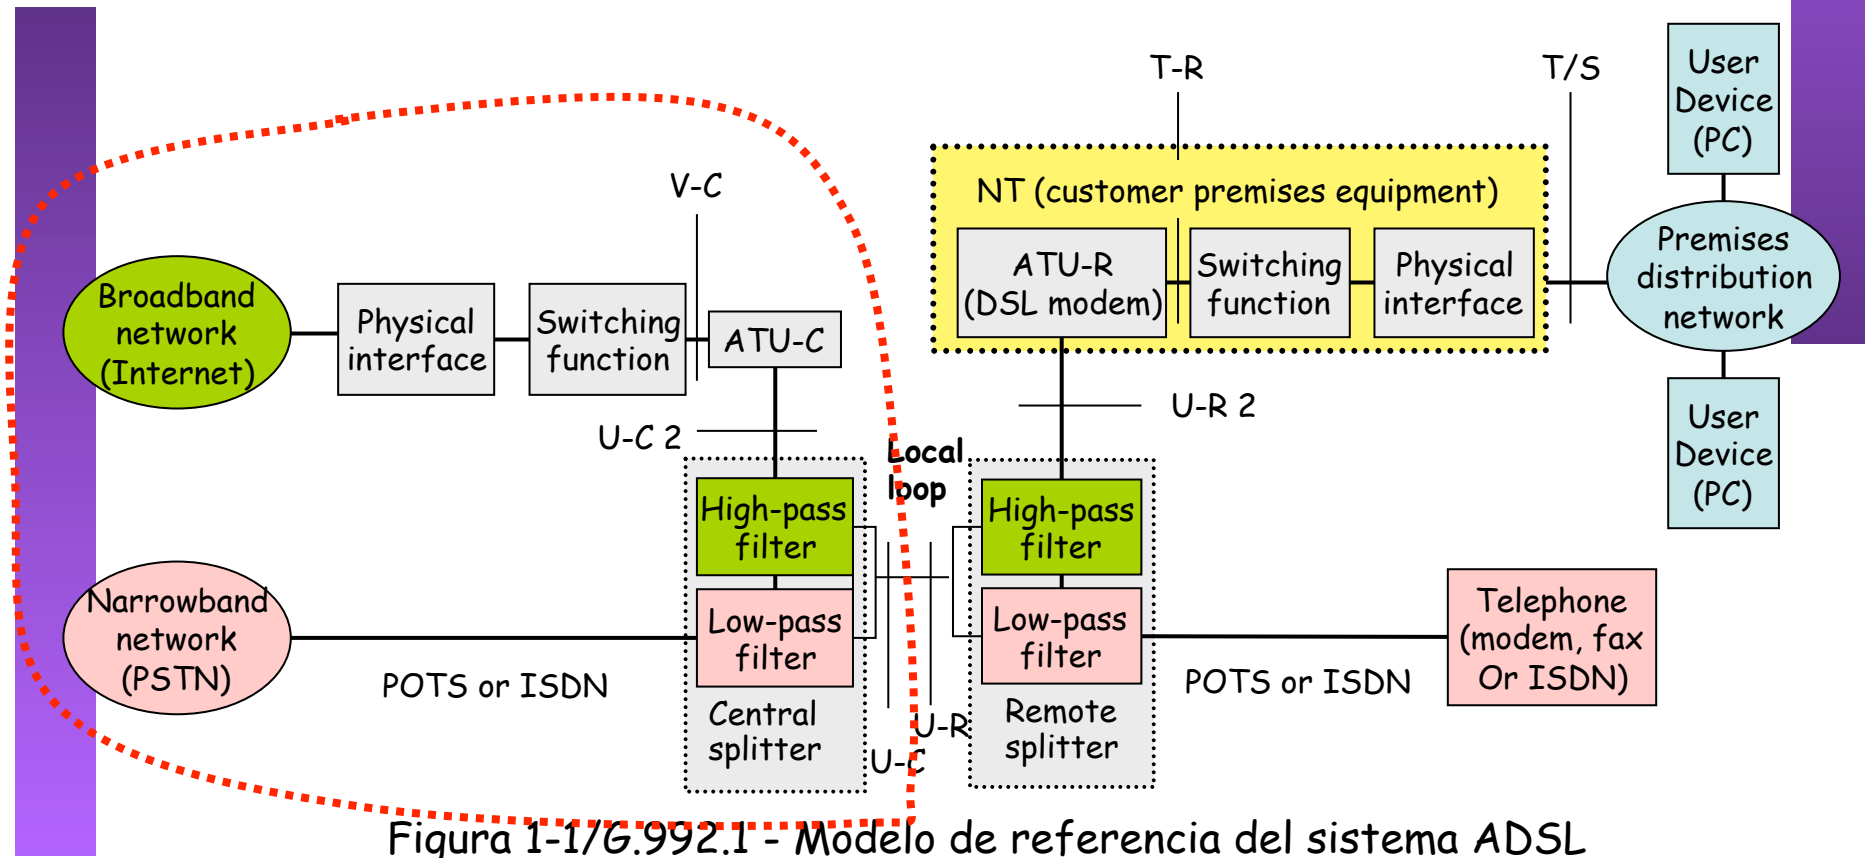 T-R
T/S
User
Device
(PC)
V-C
NT (customer premises equipment)
Broadband
network
(Internet)
Physical
interface
Switching
function
ATU-C
ATU-R
(DSL modem)
Switching
function
Physical
interface
Premises
distribution
network
U-C 2
U-R 2
User
Device
(PC)
Local
loop
High-pass
filter
High-pass
filter
Narrowband
network
(PSTN)
POTS or ISDN
Low-pass
filter
Low-pass
filter
POTS or ISDN
Telephone
(modem, fax
Or ISDN)
Central
splitter
U-R
U-C
Remote
splitter
Figura 1-1/G.992.1 - Modelo de referencia del sistema ADSL